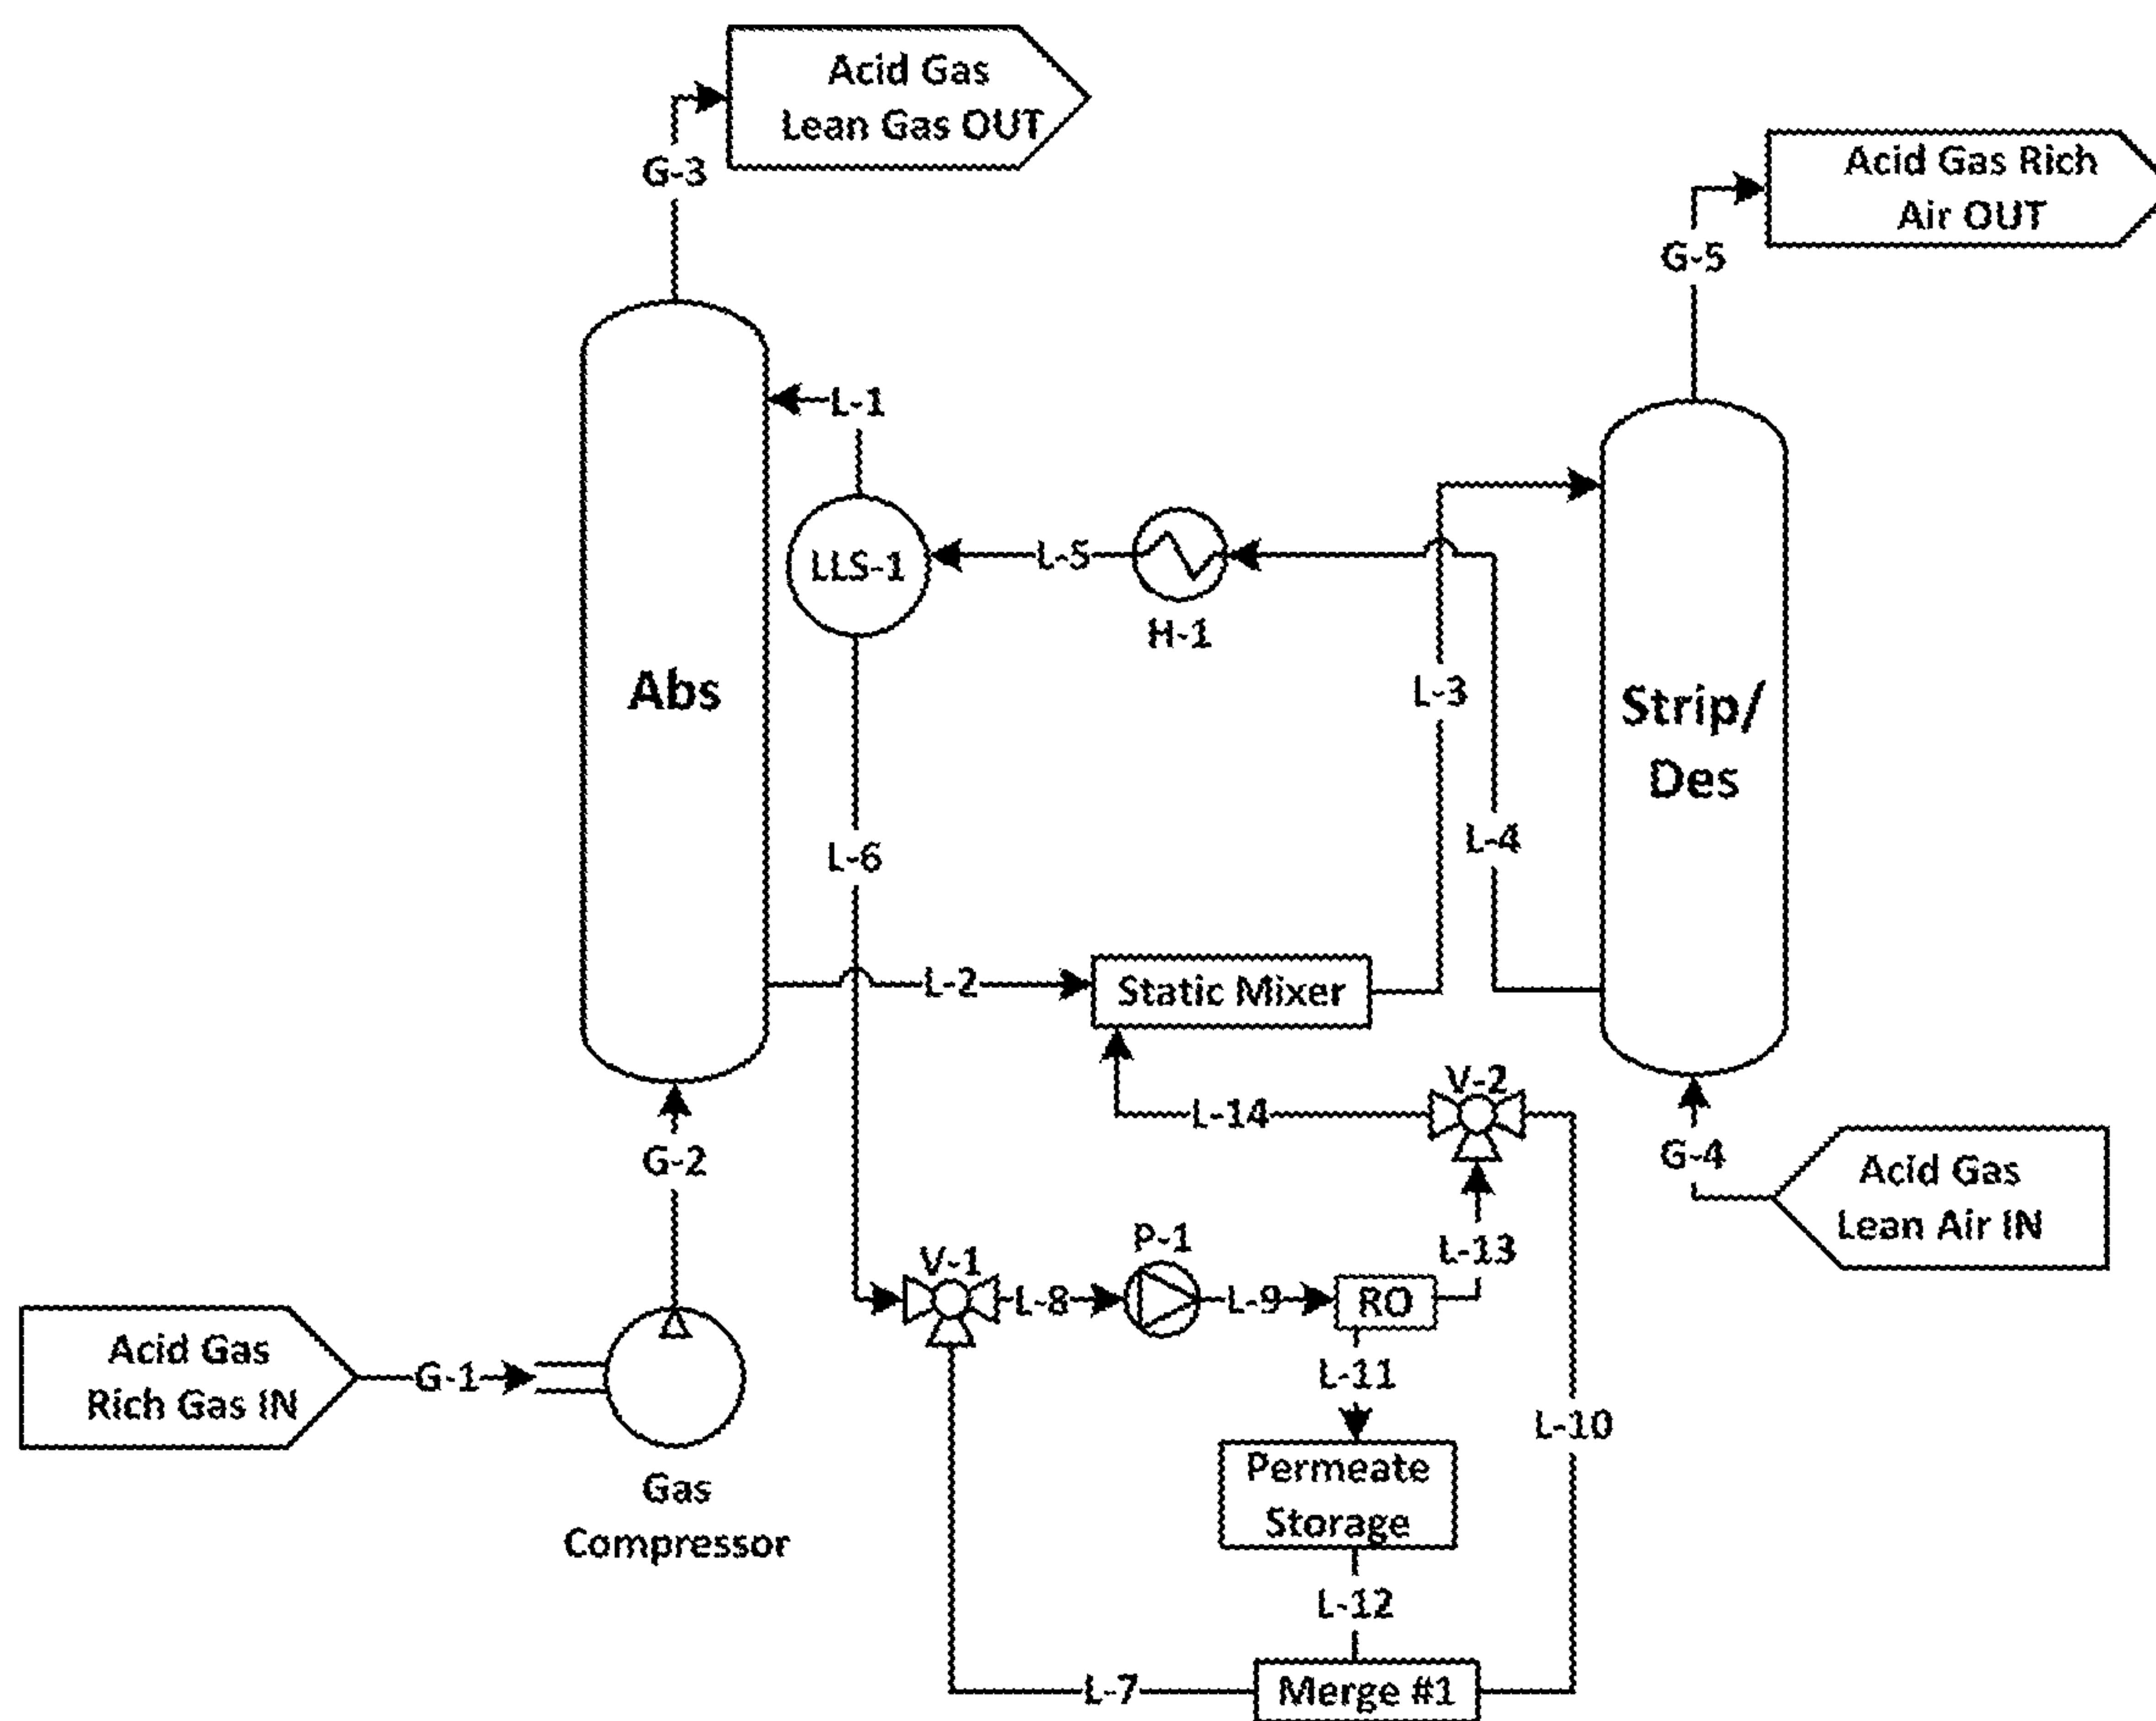 Acid Gas
Lean Gas OUT
G-3
Acid Gas Rich
Air OUT
G-5
L-1
LLS-1
L-5
H-1
Abs
L-3
Strip/
Des
L-4
L-6
L-2
Static Mixer
V-2
L-14
G-2
G-4
Acid Gas
Lean Air IN
P-1
L-13
V-1
L-8
L-9
RO
Acid Gas
Rich Gas IN
G-1
L-11
L-10
Gas
Compressor
Permeate
Storage
L-12
L-7
Merge #1